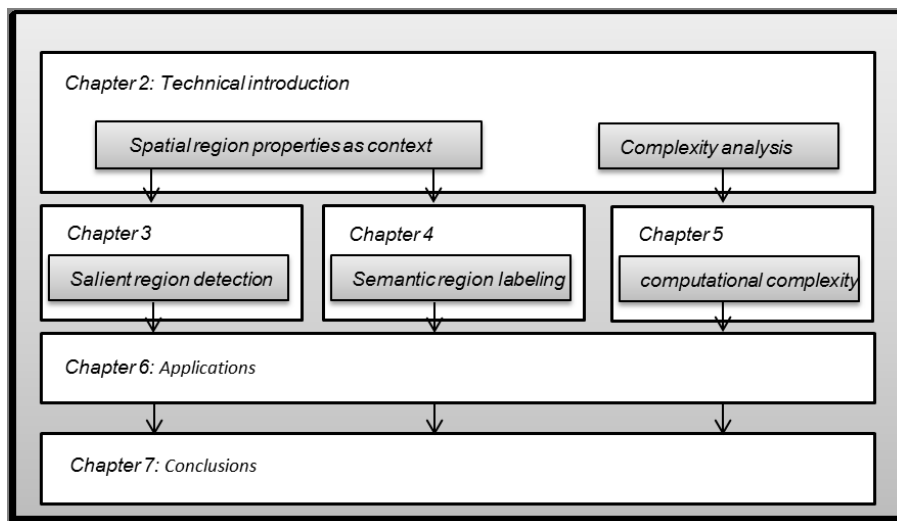 Chapter 2: Technical introduction
Spatial region properties as context
Complexity analysis
Chapter 3
Chapter 4
Chapter 5
Salient region detection
Semantic region labeling
computational complexity
Chapter 6: Applications
Chapter 7: Conclusions